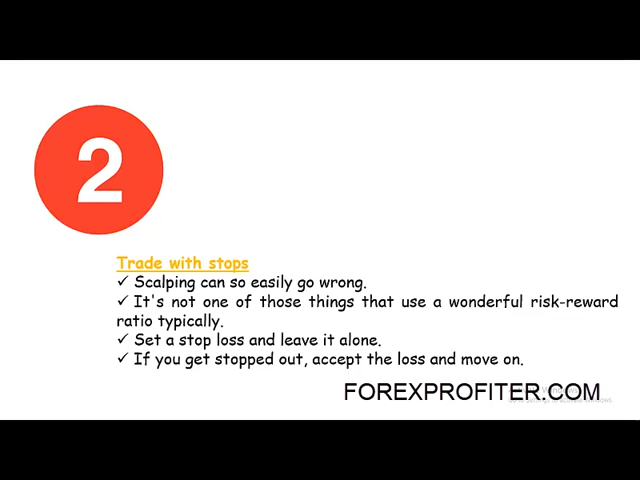 2
Trade with stops
✓ Scalping can so easily go wrong.
✓ It's not one of those things that use a wonderful risk-reward
ratio typically.
✓ Set a stop loss and leave it alone.
✓ If you get stopped out, accept the loss and move on.
FOREXPROFITER.COM